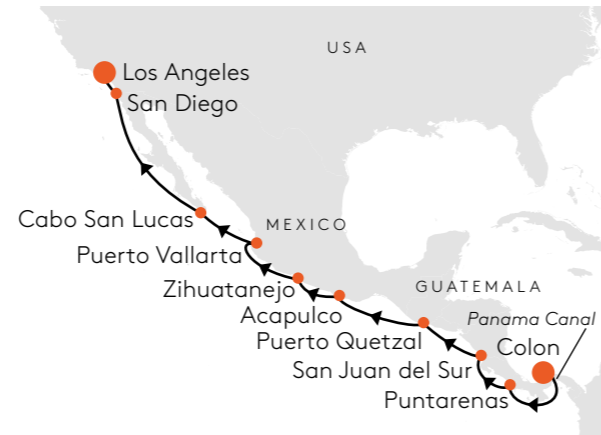 USA
Los Angeles
San Diego
Cabo San Lucas
MEXICO
Puerto Vallarta
Zihuatanejo
GUATEMALA
Acapulco
Panama Canal
Puerto Quetzal
Colon
San Juan del Sur
Puntarenas